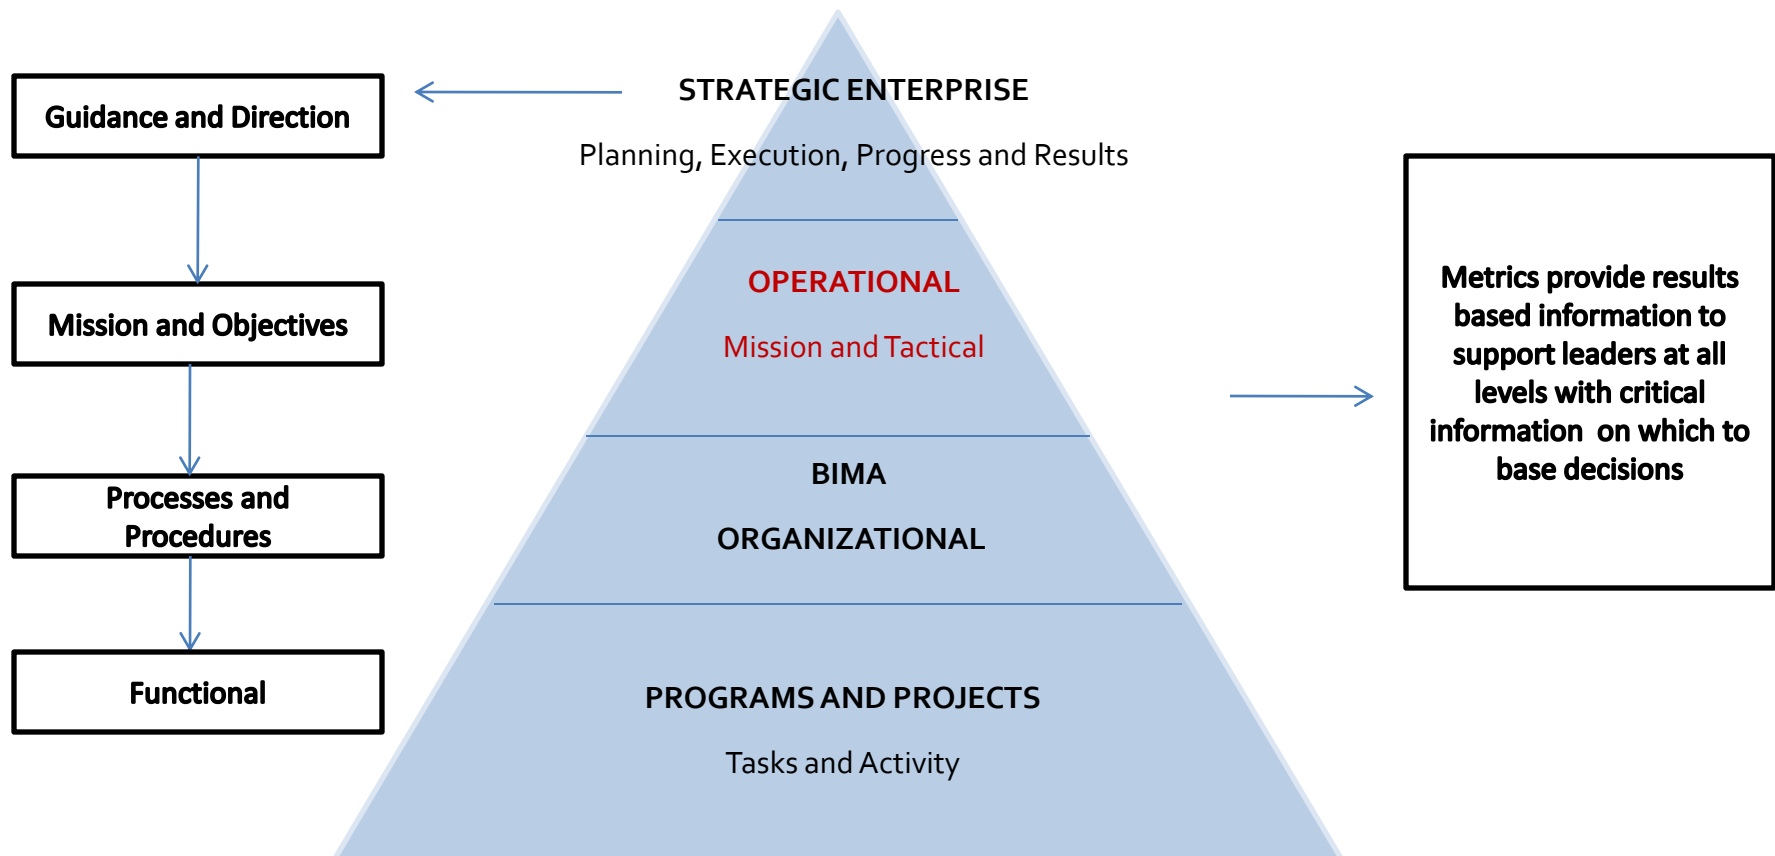 Guidance and Direction
Mission and Objectives
Processes and
Procedures
Functional
STRATEGIC ENTERPRISE
Planning, Execution, Progress and Results
OPERATIONAL
Mission and Tactical
BIMA
ORGANIZATIONAL
PROGRAMS AND PROJECTS
Tasks and Activity
Metrics provide results
based information to
support leaders at all
levels with critical
information on which to
base decisions